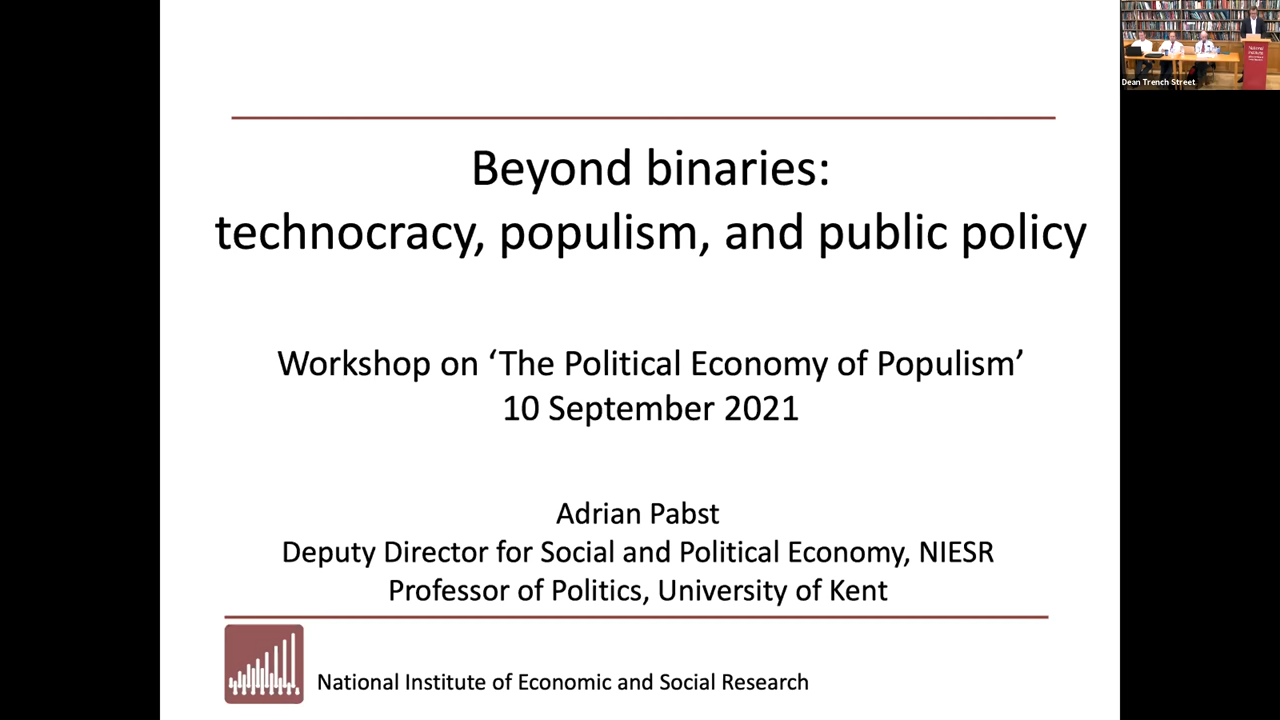 Beyond binaries:
technocracy, populism, and public policy
Workshop on ‘The Political Economy of Populism’
10 September 2021
Adrian Pabst
Deputy Director for Social and Political Economy, NIESR
Professor of Politics, University of Kent
National Institute of Economic and Social Research
Dean Trench Street
National
Institute